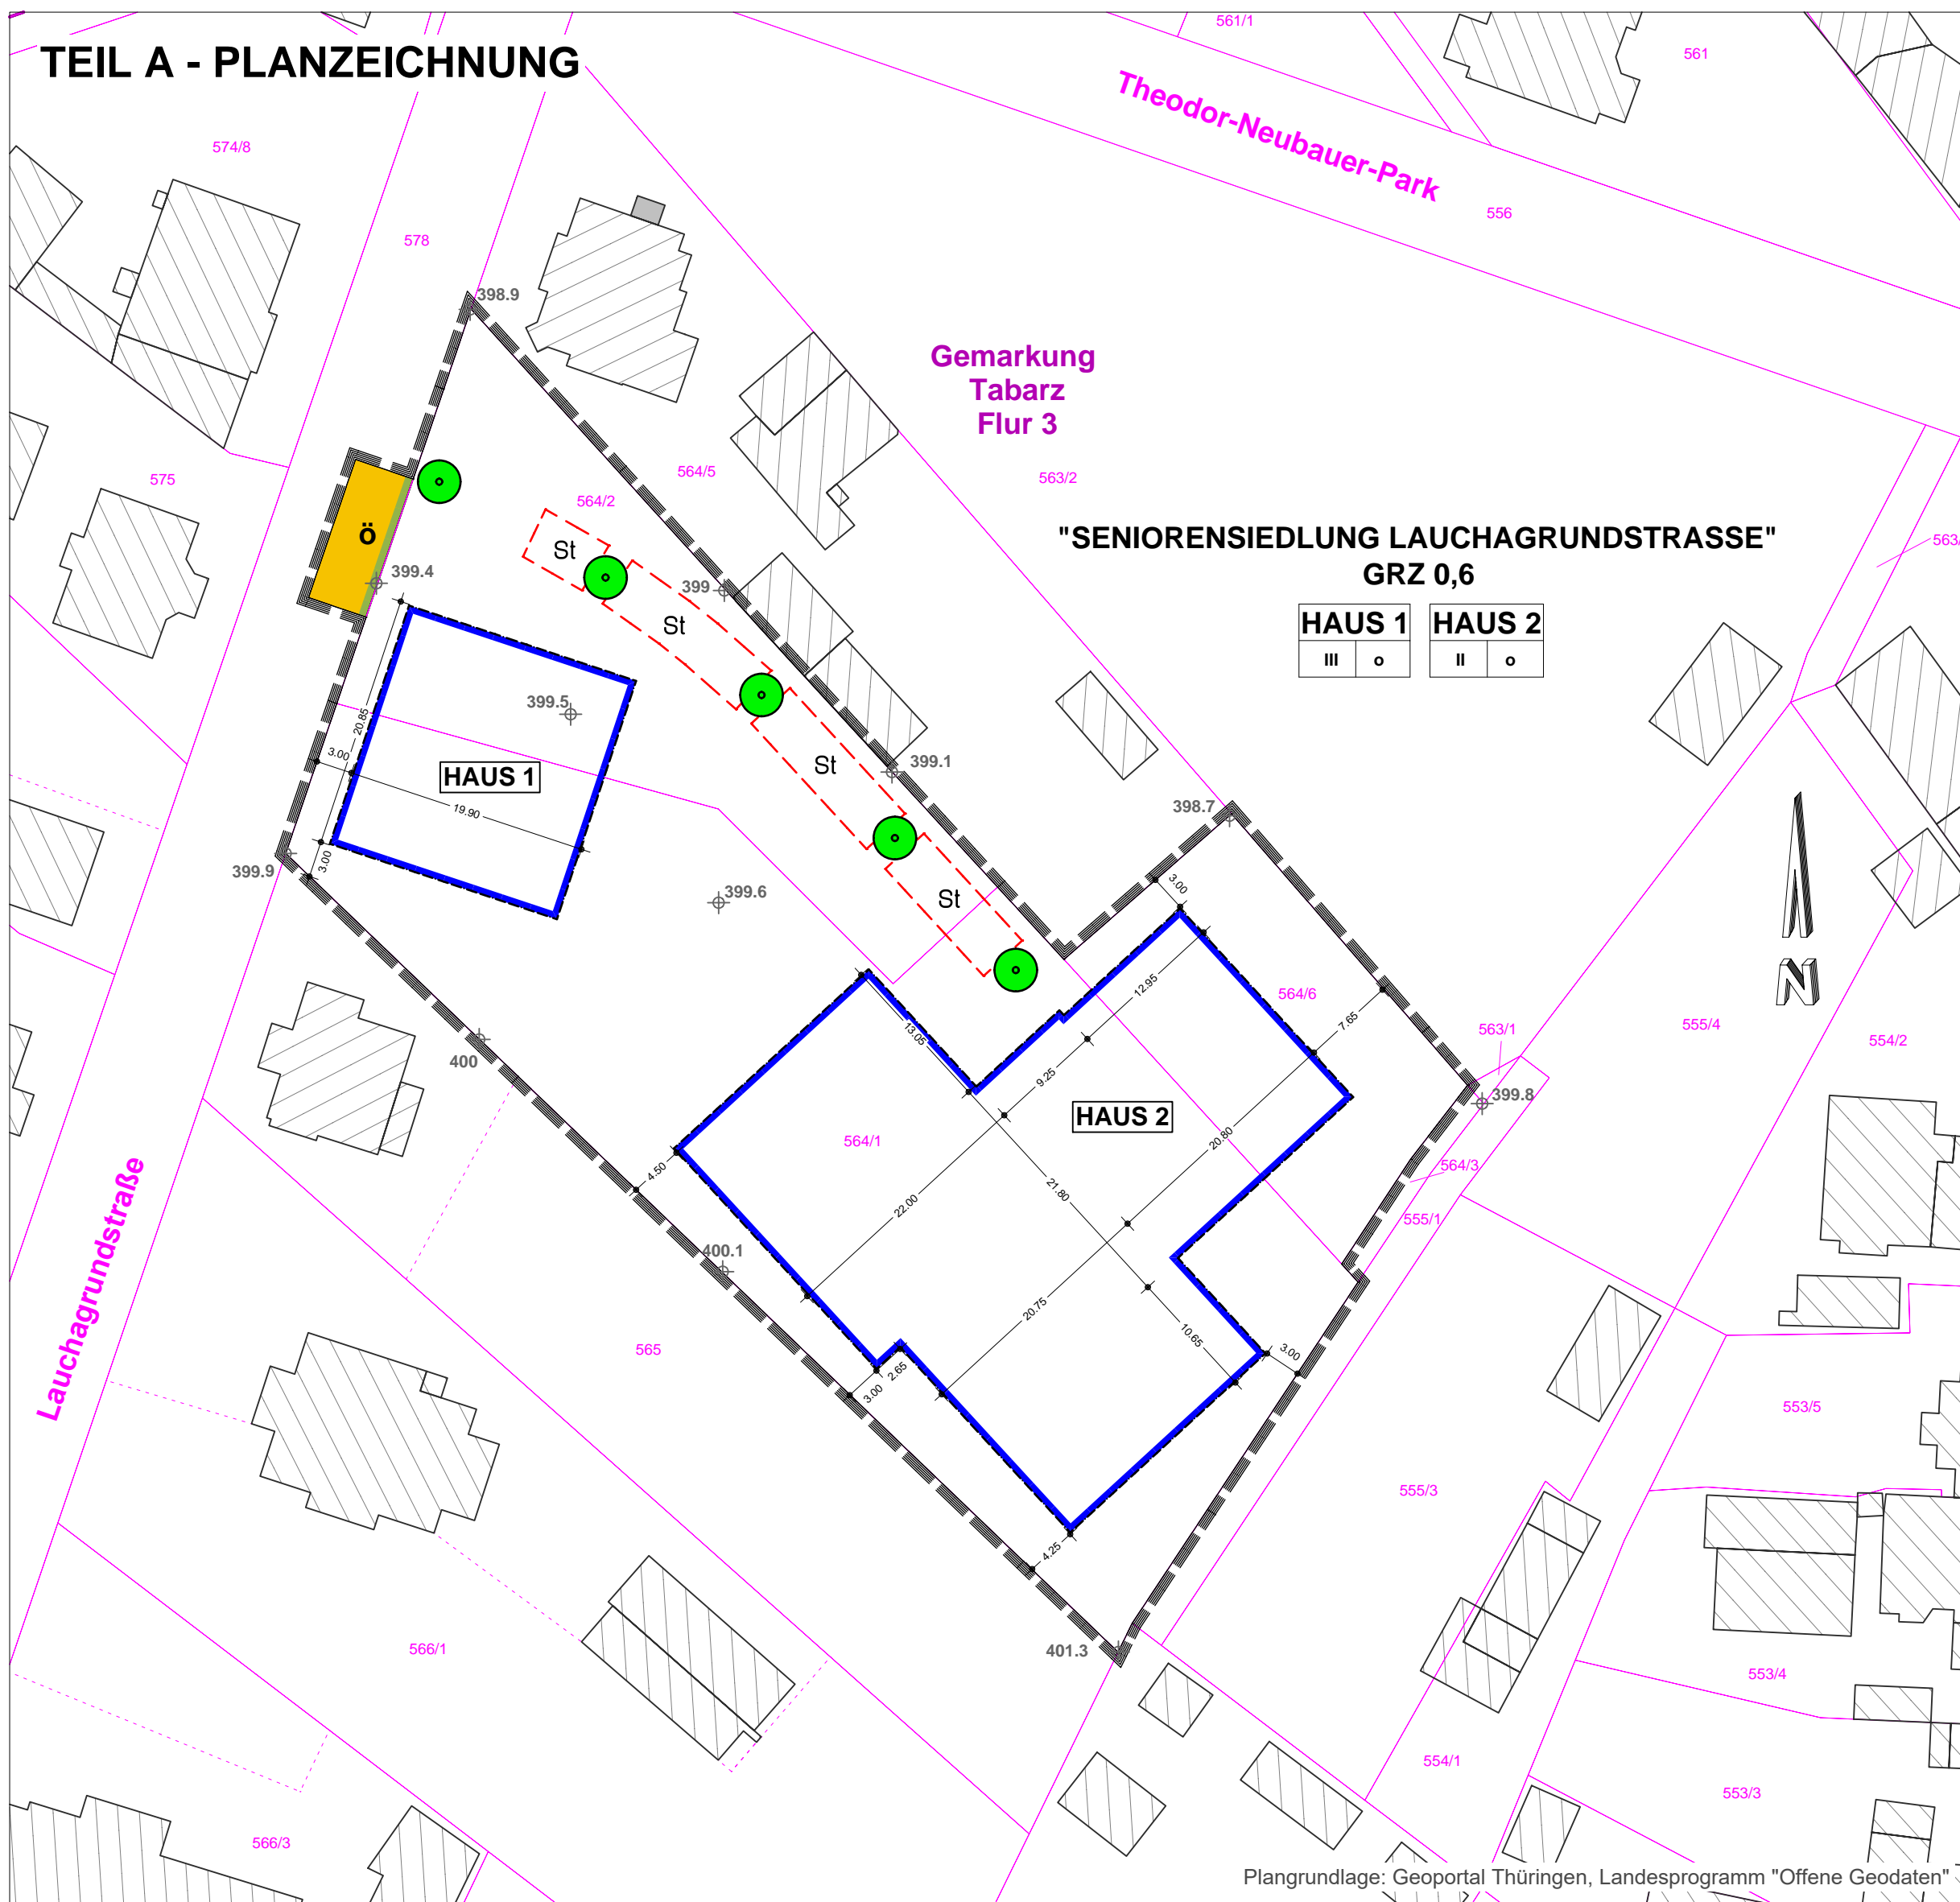 TEIL A - PLANZEICHNUNG
561/1
561
Theodor-Neubauer-Park
574/8
556
578
398.9
Gemarkung
Tabarz
Flur 3
575
564/5
563/2
564/2
"SENIORENSIEDLUNG LAUCHAGRUNDSTRASSE"
GRZ 0,6
ö
St
399.4
399
St
HAUS 1
HAUS 2
III
o
II
o
399.5
20.85
3.00
St
399.1
HAUS 1
19.90
398.7
3.00
399.9
399.6
St
3.00
12.95
564/6
7.65
13.05
400
9.25
563/1
555/4
554/2
399.8
HAUS 2
564/1
20.80
564/3
4.50
21.80
22.00
555/1
400.1
Lauchagrundstraße
20.75
10.65
565
3.00
2.65
3.00
553/5
555/3
4.25
401.3
566/1
553/4
554/1
553/3
566/3
N
Plangrundlage: Geoportal Thüringen, Landesprogramm "Offene Geodaten"